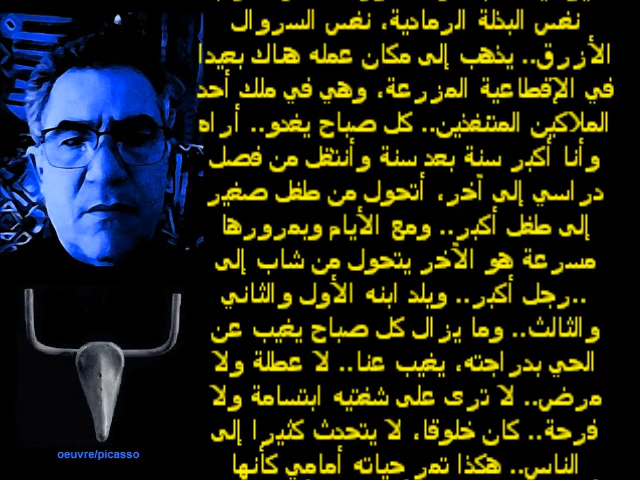 نفس البذلة الرمادية، نفس السروال
الأزرق.. يذهب إلى مكان عمله هناك بعيدا
في الإقطاعية المزرعة، وهي في ملك أحد
الملاكين المتنفذين.. كل صباح يغدو.. أراه
وأنا أكبر سنة بعد سنة وأنتقل من فصل
دراسي إلى آخر، أتحول من طفل صغير
إلى طفل أكبر.. ومع الأيام وبمرورها
مسرعة هو الآخر يتحول من شاب إلى
رجل أكبر.. ويلد ابنه الأول والثاني..
والثالث.. وما يزال كل صباح يغيب عن
الحي بدراجته، يغيب عنا.. لا عطلة ولا
مرض.. لا ترى على شفتيه ابتسامة ولا
فرحة.. كان خلوقا، لا يتحدث كثيرا إلى
الناس.. هكذا تمر حياته أمامي كأنها
oeuvre/picasso